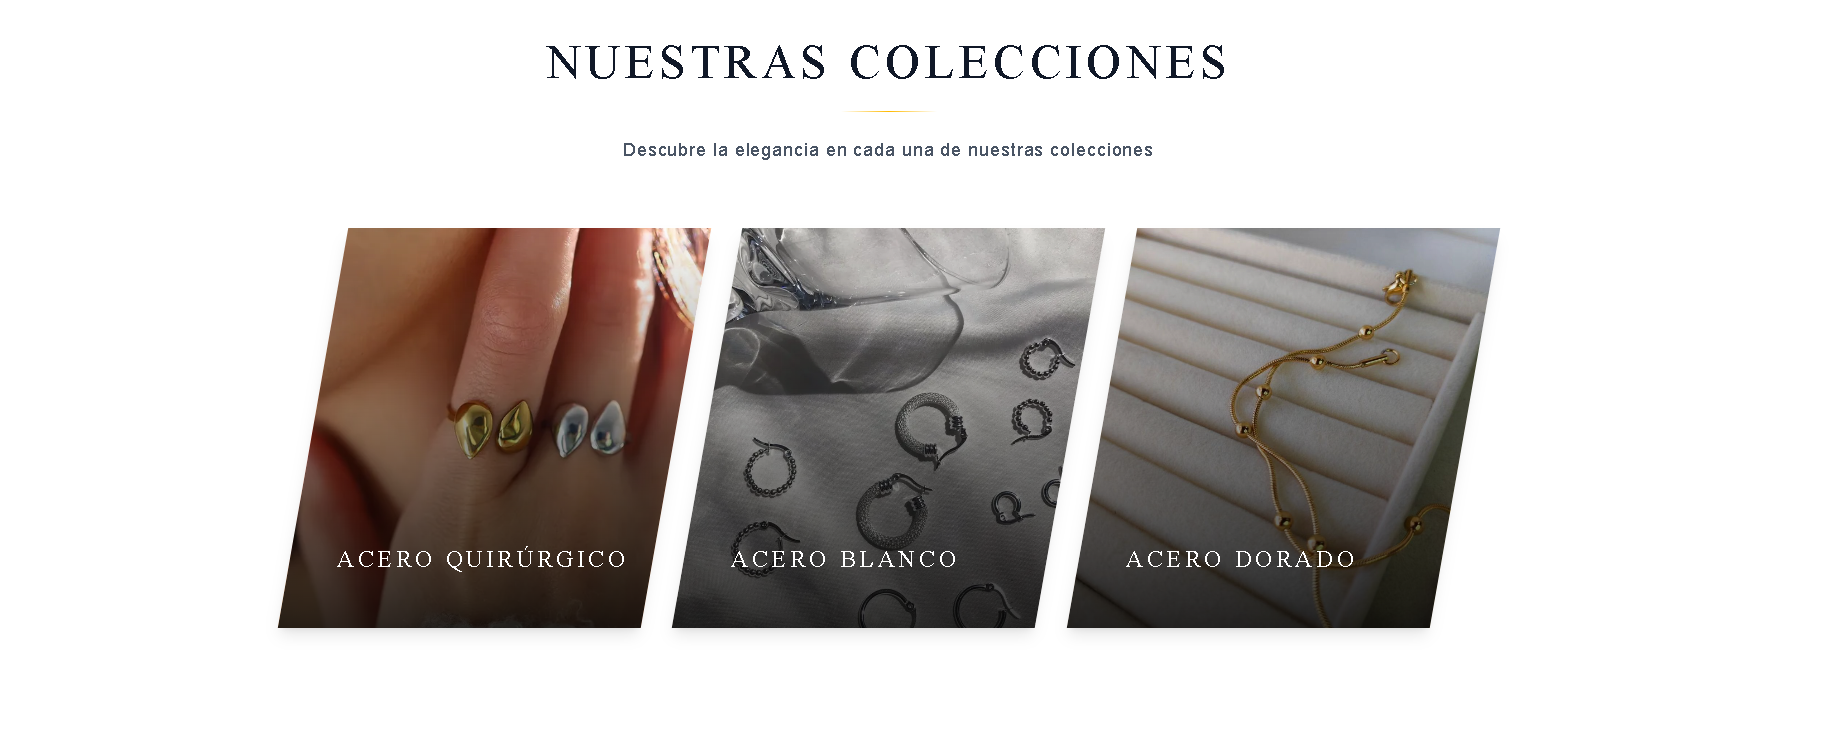 NUESTRAS COLECCIONES
Descubre la elegancia en cada una de nuestras colecciones
ACERO QUIRÚRGICO
ACERO BLANCO
ACERO DORADO